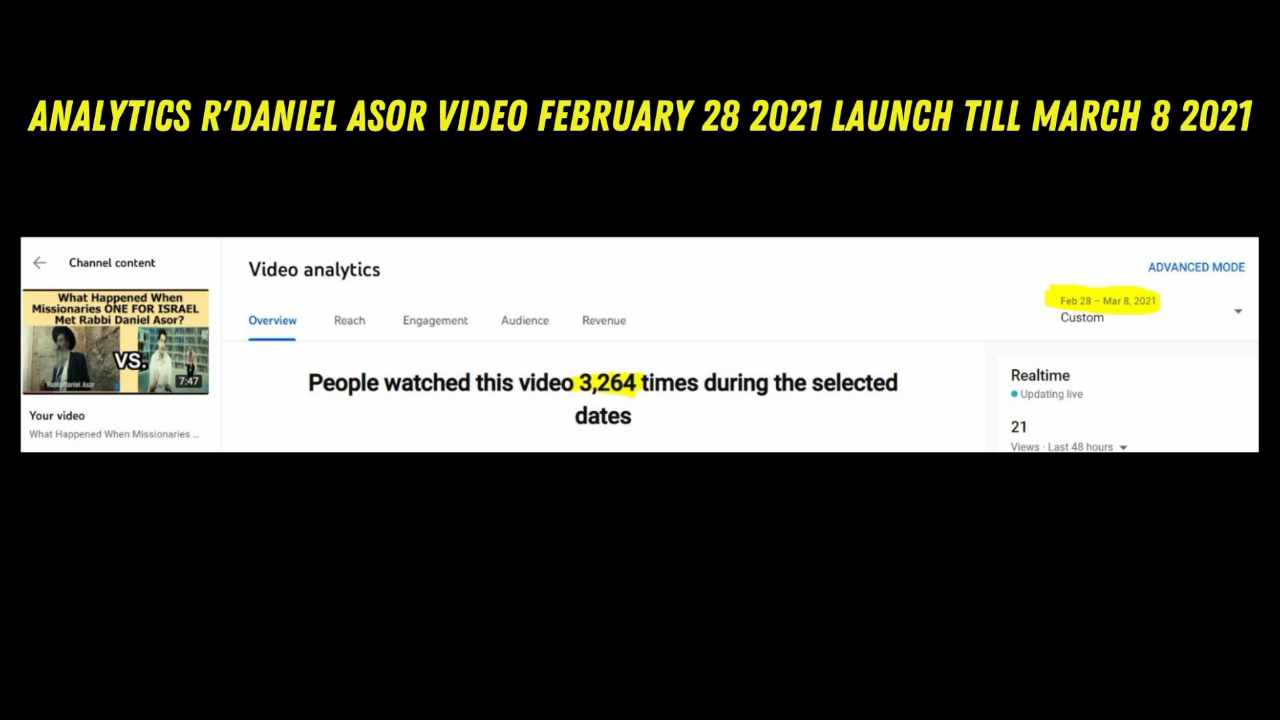 ANALYTICS R'DANIEL ASOR VIDEO FEBRUARY 28 2021 LAUNCH TILL MARCH 8 2021
Channel content
What Happened When
Missionaries ONE FOR ISRAEL
Met Rabbi Daniel Asor?
VS.
Rabbi Daniel Asor
7:47
Your video
What Happened When Missionaries ...
Video analytics
ADVANCED MODE
Overview
Reach
Engagement
Audience
Revenue
Feb 28 – Mar 8, 2021
Custom
People watched this video 3,264 times during the selected
dates
Realtime
Updating live
21
Views · Last 48 hours